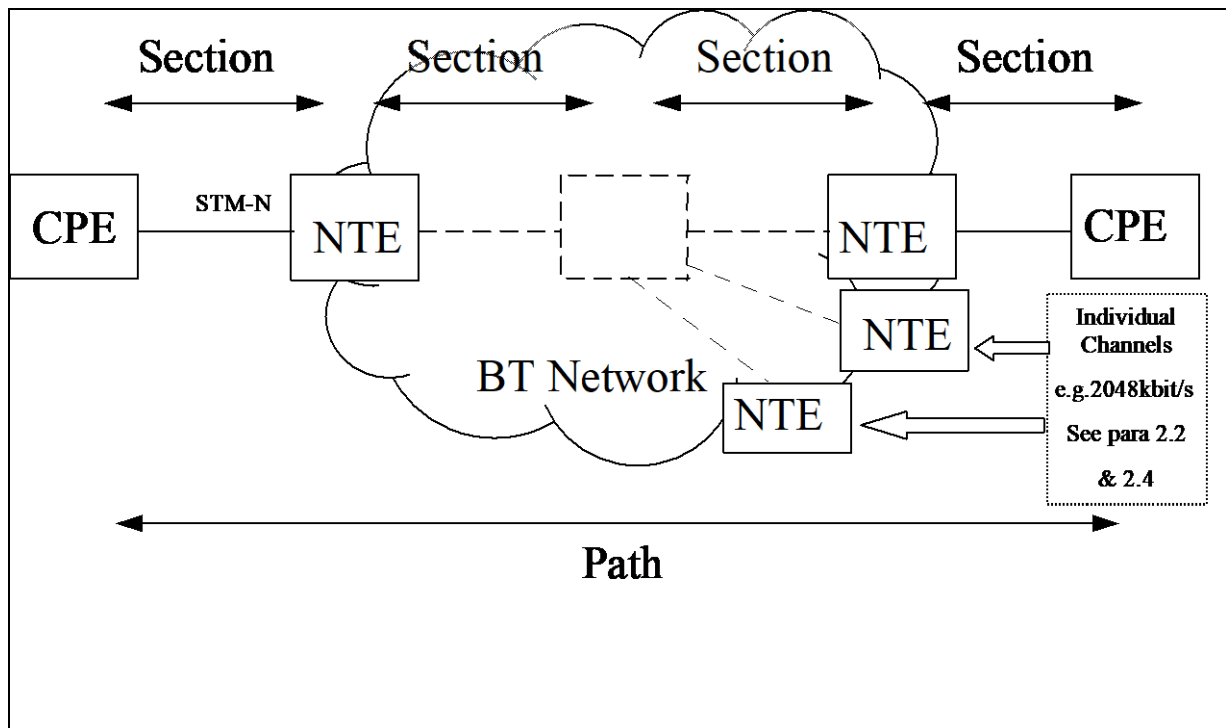 Section
Section
Section
Section
CPE
STM-N
NTE
NTE
CPE
NTE
Individual
Channels
e.g.2048kbit/s
See para 2.2
& 2.4
BT Network
NTE
Path